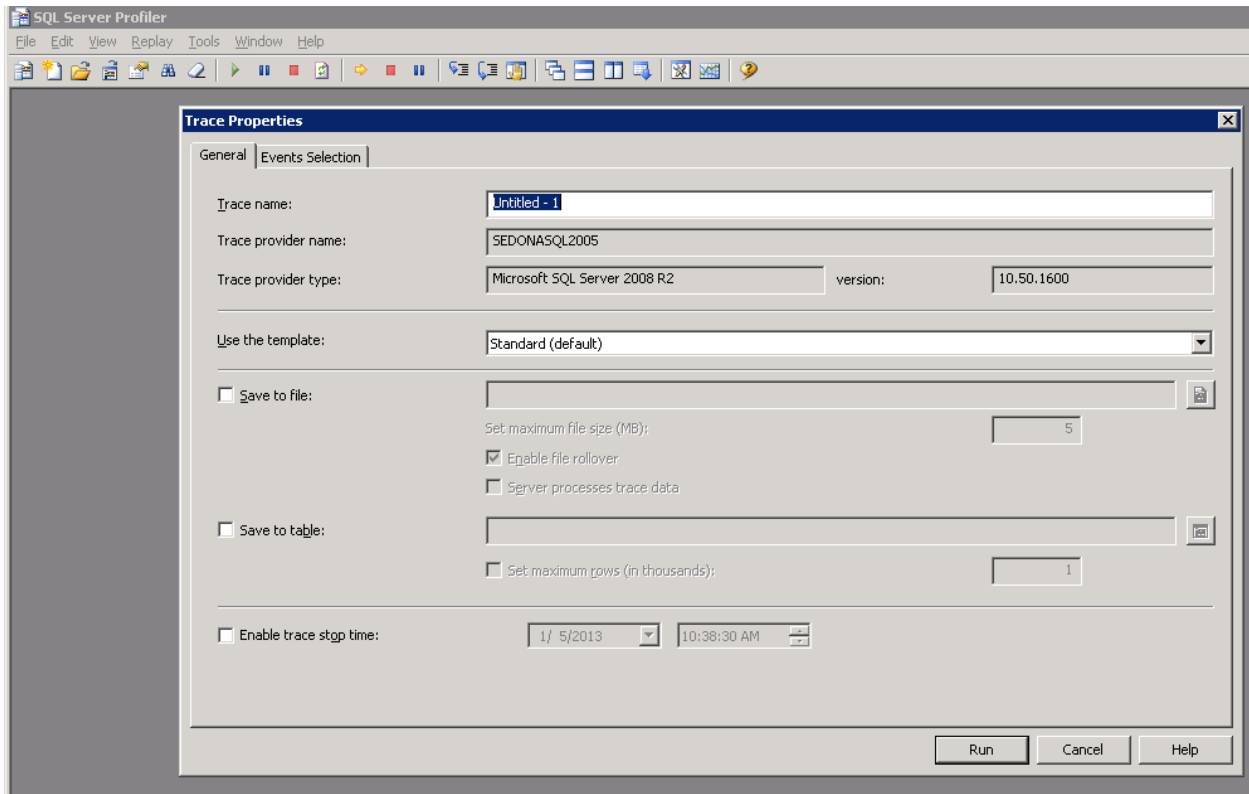 SQL Server Profiler
File Edit View Replay Tools Window Help
Trace Properties
General Events Selection
Trace name: Untitled - 1
Trace provider name: SEDONASQL2005
Trace provider type: Microsoft SQL Server 2008 R2 version: 10.50.1600
Use the template: Standard (default)
Save to file:
Set maximum file size (MB): 5
Enable file rollover
Server processes trace data
Save to table:
Set maximum rows (in thousands): 1
Enable trace stop time: 1/ 5/2013 10:38:30 AM
Run Cancel Help